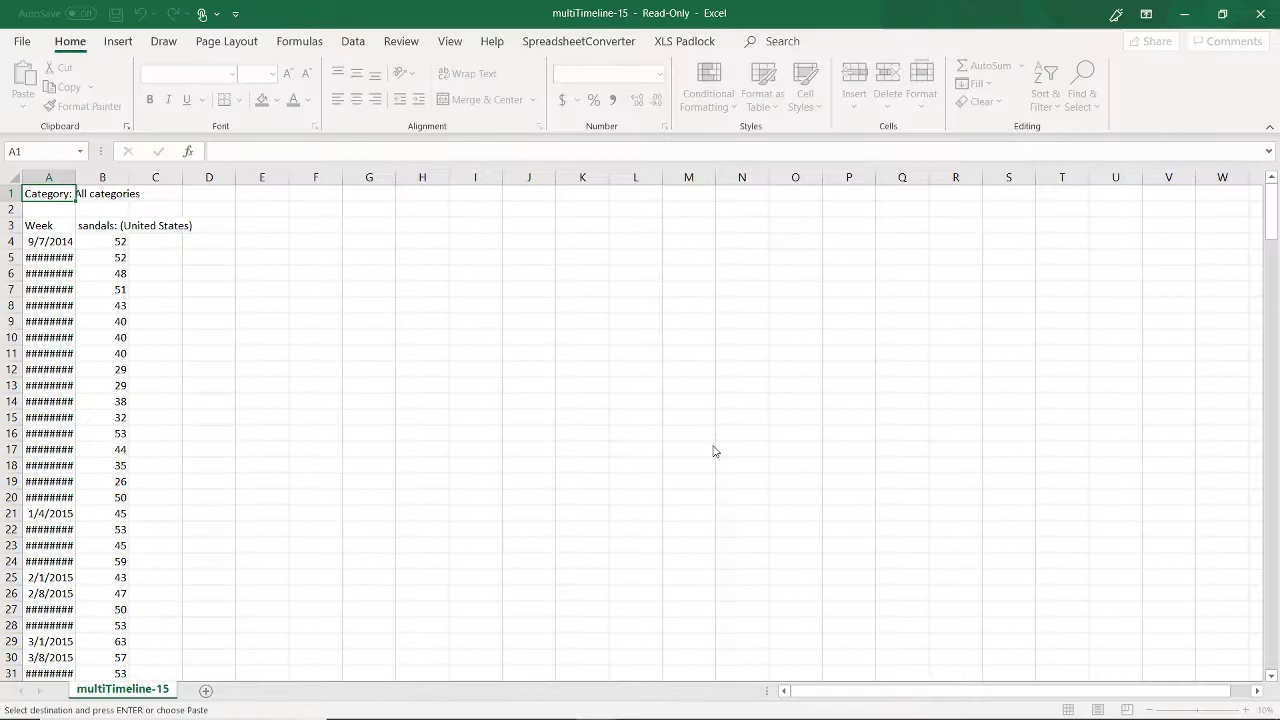 AutoSave Off multiTimeline-15 - Read-Only - Excel
File Home Insert Draw Page Layout Formulas Data Review View Help SpreadsheetConverter XLS Padlock Search Share Comments
Paste Cut Copy Format Painter
Wrap Text Merge & Center
$ % ,
Conditional Formatting Format as Table Cell Styles
Insert Delete Format
AutoSum Fill Clear
Sort & Filter Find & Select
B I U
Clipboard Font Alignment Number Styles Cells Editing
A1 fx
A B C D E F G H I J K L M N O P Q R S T U V W
1 Category: All categories
2
3 Week sandals: (United States)
4 9/7/2014 52
5 ######## 52
6 ######## 48
7 ######## 51
8 ######## 43
9 ######## 40
10 ######## 40
11 ######## 40
12 ######## 29
13 ######## 29
14 ######## 38
15 ######## 32
16 ######## 53
17 ######## 44
18 ######## 35
19 ######## 26
20 ######## 50
21 1/4/2015 45
22 ######## 53
23 ######## 45
24 ######## 59
25 2/1/2015 43
26 2/8/2015 47
27 ######## 50
28 ######## 53
29 3/1/2015 63
30 3/8/2015 57
31 ######## 53
multiTimeline-15
Select destination and press ENTER or choose Paste 10%